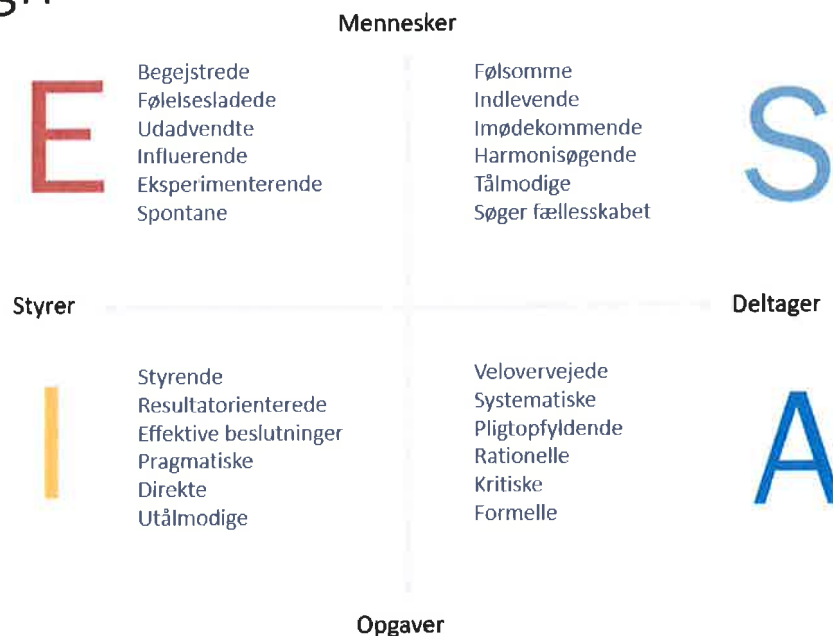 Mennesker
E
Begejstrede
Følelsesladede
Udadvendte
Influerende
Eksperimenterende
Spontane
Følsomme
Indlevende
Imødekommende
Harmonisøgende
Tålmodige
Søger fællesskabet
S
Styrer
Deltager
I
Styrende
Resultatorienterede
Effektive beslutninger
Pragmatiske
Direkte
Utålmodige
Velovervejede
Systematiske
Pligtopfyldende
Rationelle
Kritiske
Formelle
A
Opgaver